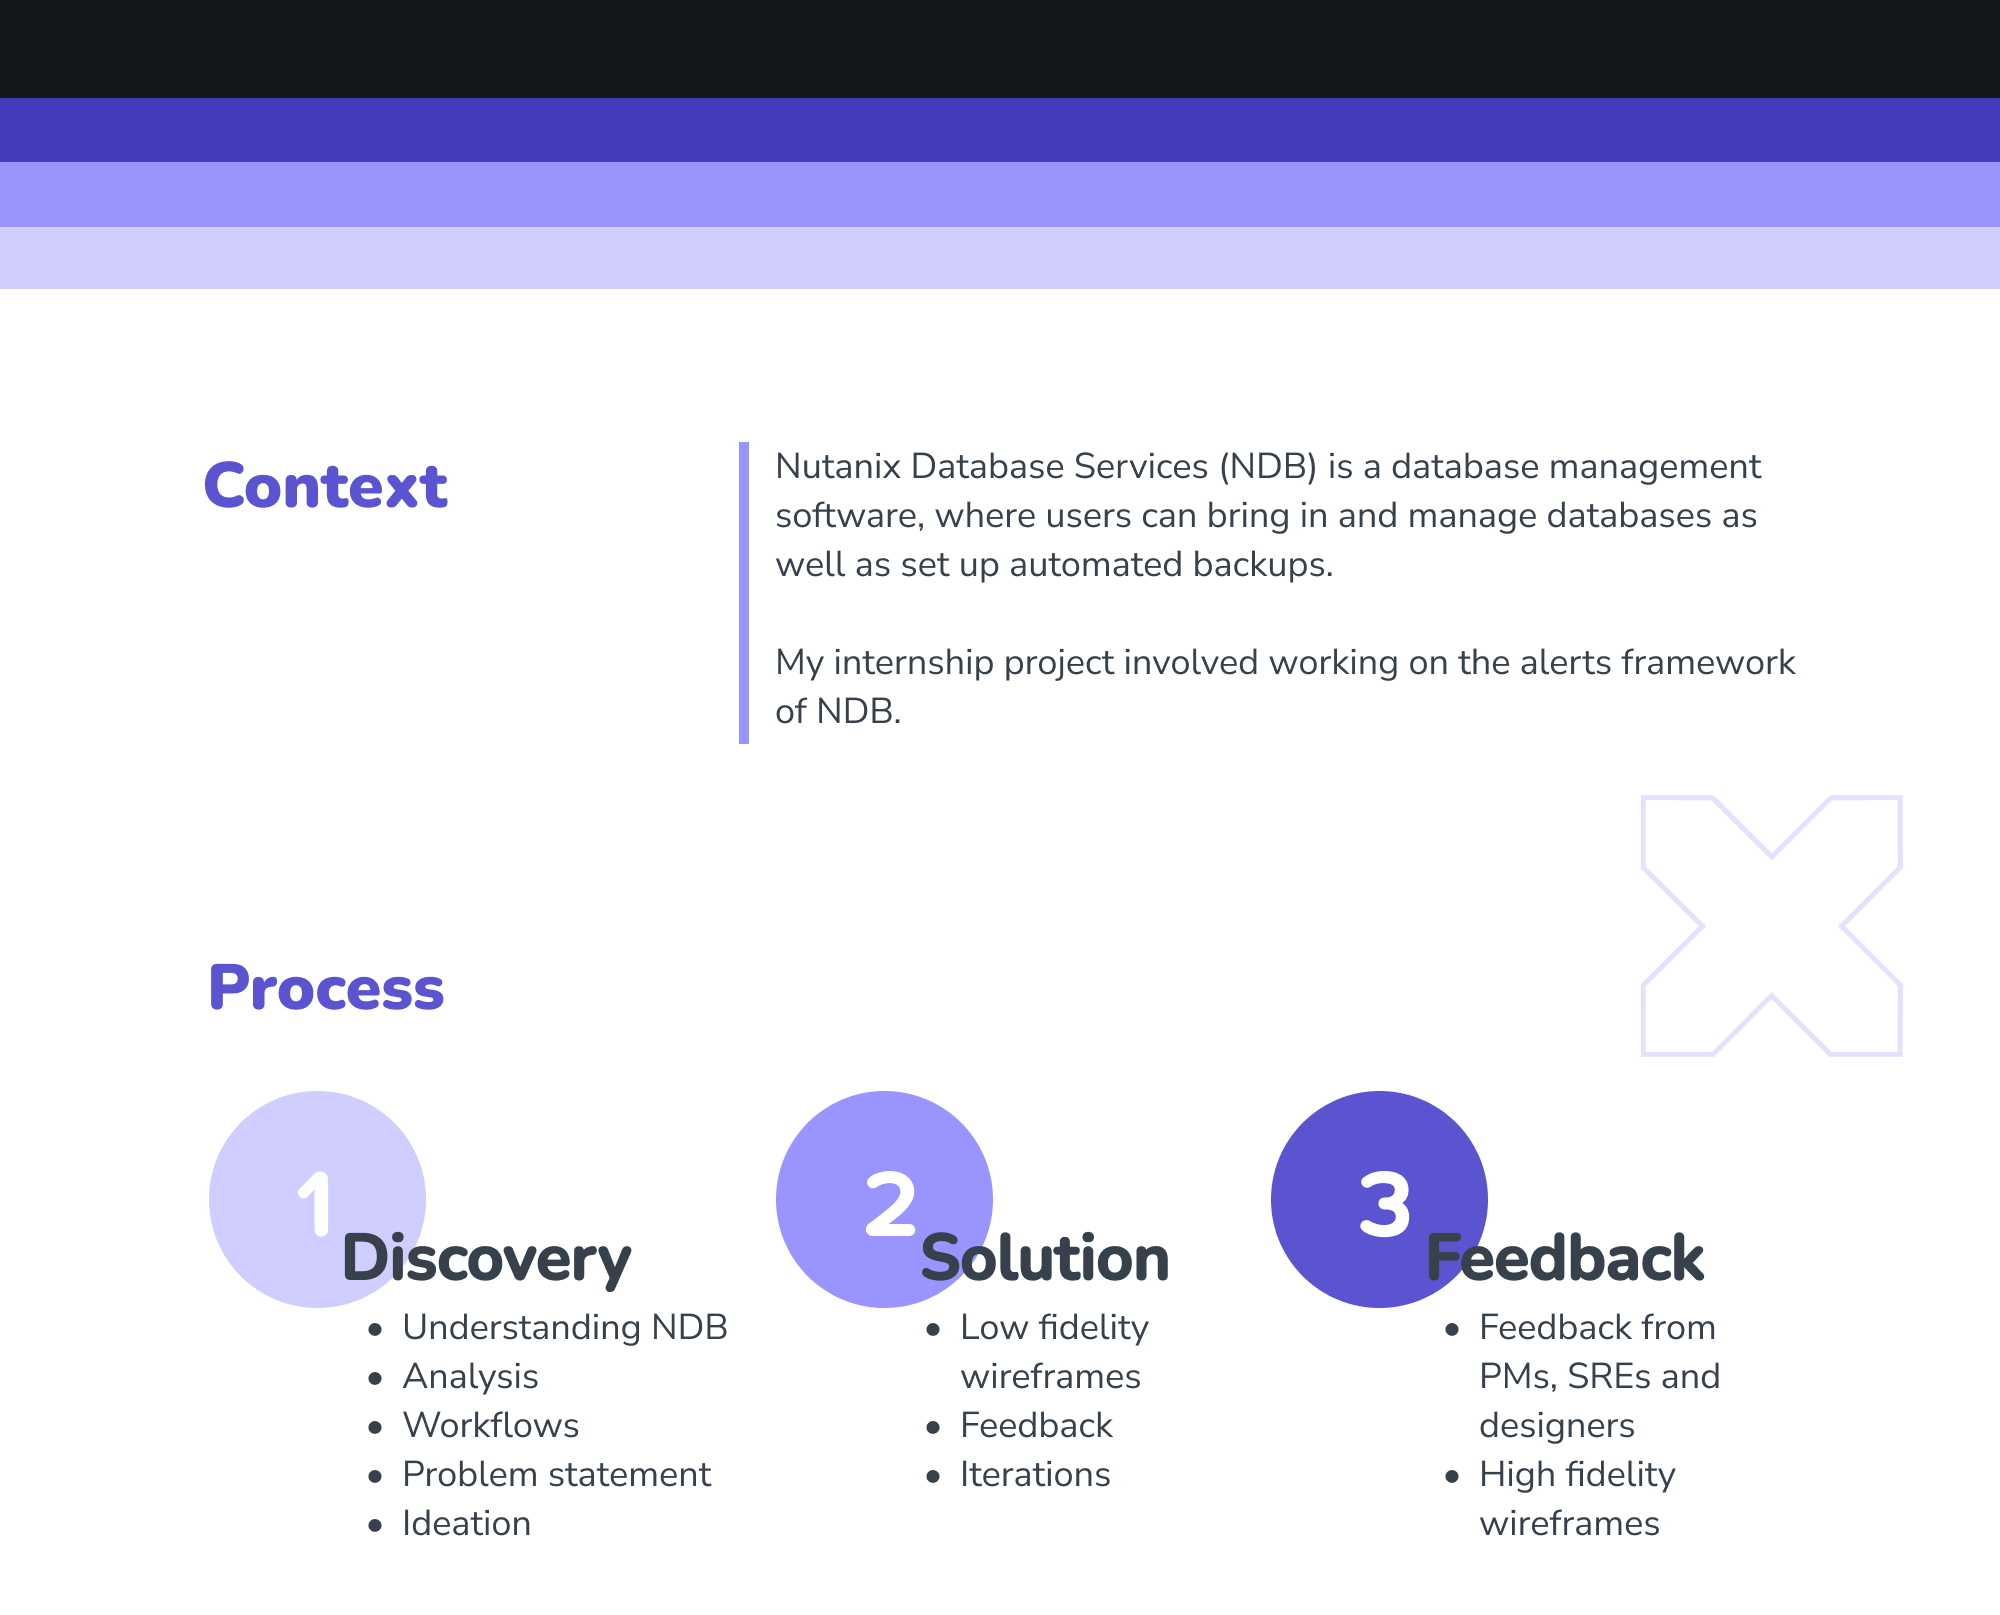 Context
Nutanix Database Services (NDB) is a database management
software, where users can bring in and manage databases as
well as set up automated backups.
My internship project involved working on the alerts framework
of NDB.
Process
1
Discovery
• Understanding NDB
• Analysis
• Workflows
• Problem statement
• Ideation
2
Solution
• Low fidelity
wireframes
• Feedback
• Iterations
3
Feedback
• Feedback from
PMs, SREs and
designers
• High fidelity
wireframes